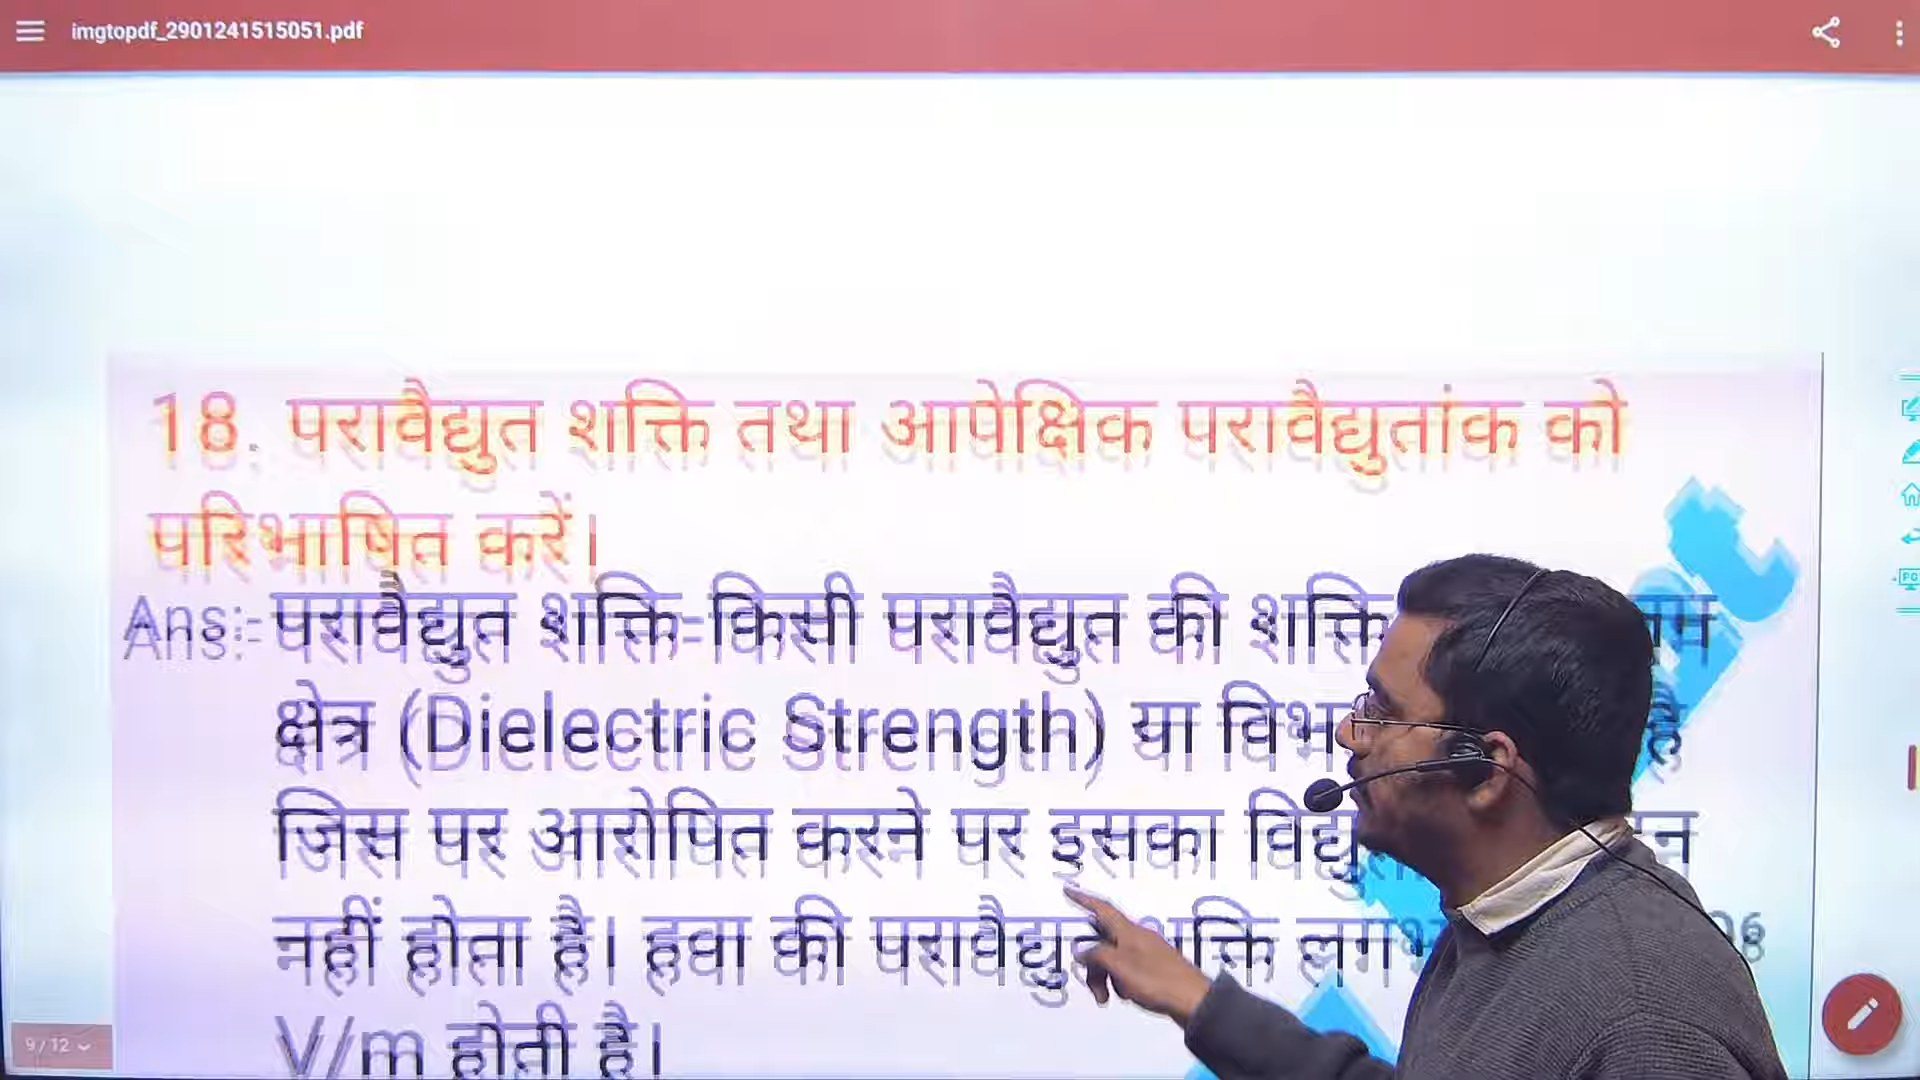 imgtopdf_2901241515051.pdf
18. परावैद्युत शक्ति तथा आपेक्षिक परावैद्युतांक को
परिभाषित करें।
Ans:- परावैद्युत शक्ति-किसी परावैद्युत की शक्ति
क्षेत्र (Dielectric Strength) या है
जिस पर आरोपित करने पर इसका
नहीं होता है। हवा की परावैद्युत शक्ति
V/m होती है।
9/12